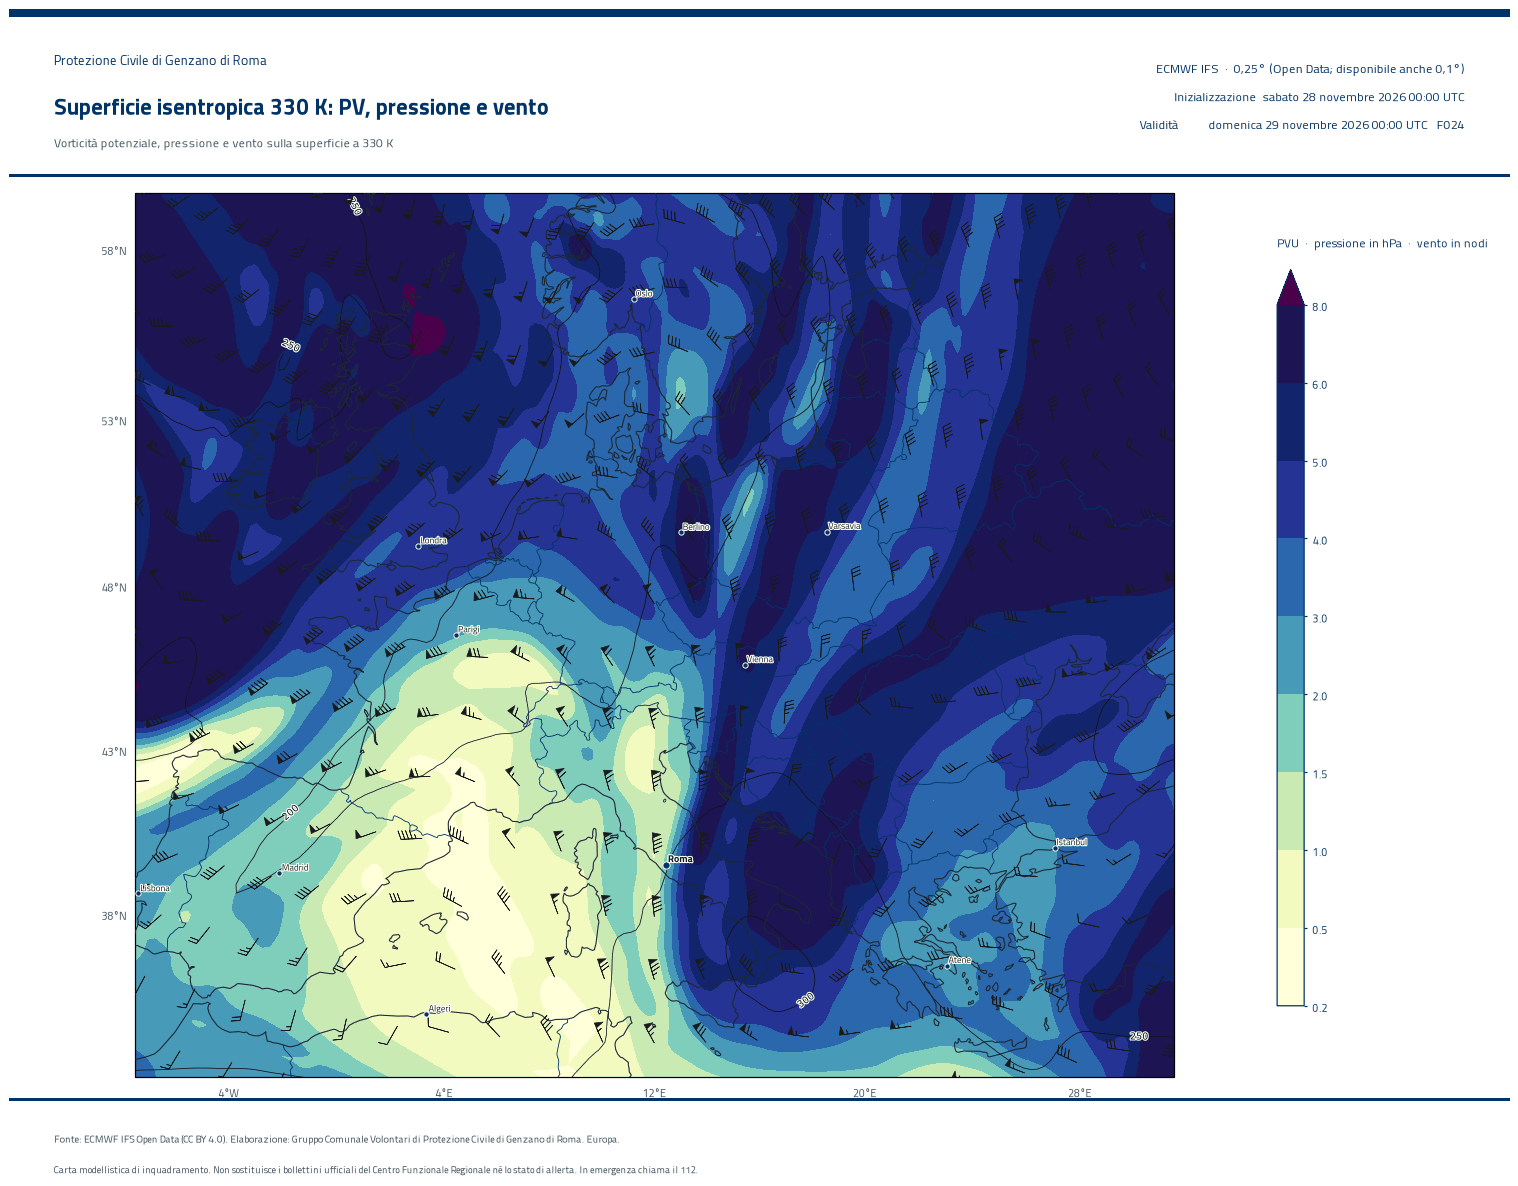 Protezione Civile di Genzano di Roma
Superficie isentropica 330 K: PV, pressione e vento
Vorticità potenziale, pressione e vento sulla superficie a 330 K
ECMWF IFS · 0,25° (Open Data; disponibile anche 0,1°)
Inizializzazione sabato 28 novembre 2026 00:00 UTC
Validità domenica 29 novembre 2026 00:00 UTC F024
PVU · pressione in hPa · vento in nodi
8.0
6.0
5.0
4.0
3.0
2.0
1.5
1.0
0.5
0.2
58°N
53°N
48°N
43°N
38°N
4°W
4°E
12°E
20°E
28°E
250
250
200
300
250
Oslo
Berlino
Varsavia
Londra
Parigi
Vienna
Roma
Istanbul
Madrid
Lisbona
Atene
Algeri
Fonte: ECMWF IFS Open Data (CC BY 4.0). Elaborazione: Gruppo Comunale Volontari di Protezione Civile di Genzano di Roma. Europa.
Carta modellistica di inquadramento. Non sostituisce i bollettini ufficiali del Centro Funzionale Regionale né lo stato di allerta. In emergenza chiama il 112.